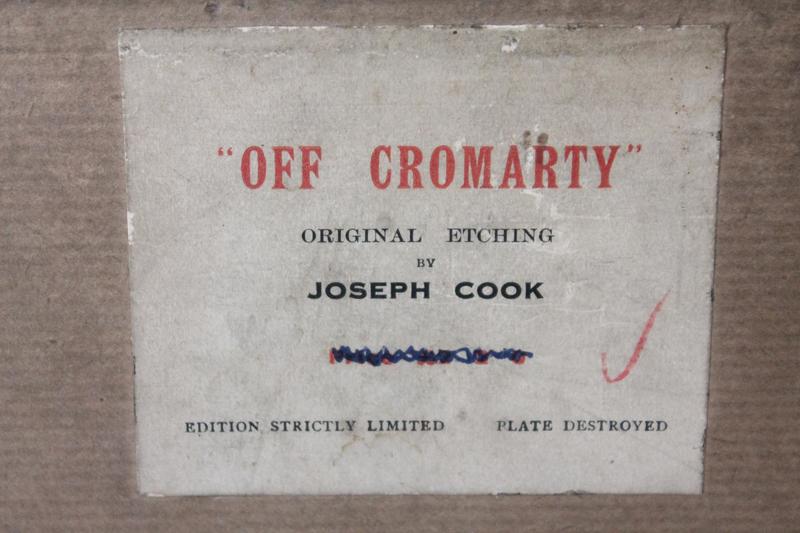 "OFF CROMARTY"
ORIGINAL ETCHING
BY
JOSEPH COOK
EDITION STRICTLY LIMITED PLATE DESTROYED